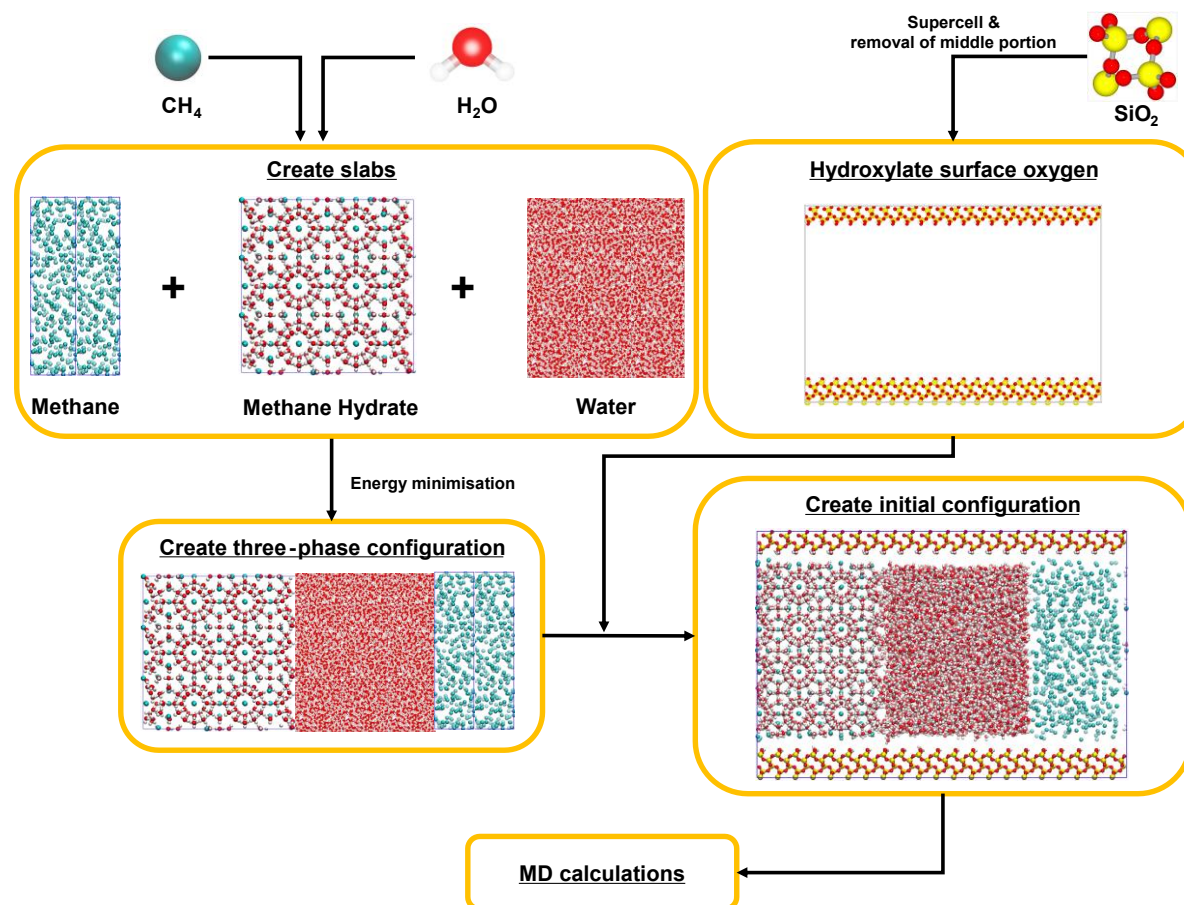 Supercell &
removal of middle portion
CH₄
H₂O
SiO₂
Create slabs
Hydroxylate surface oxygen
+
+
Methane
Methane Hydrate
Water
Energy minimisation
Create three-phase configuration
Create initial configuration
MD calculations